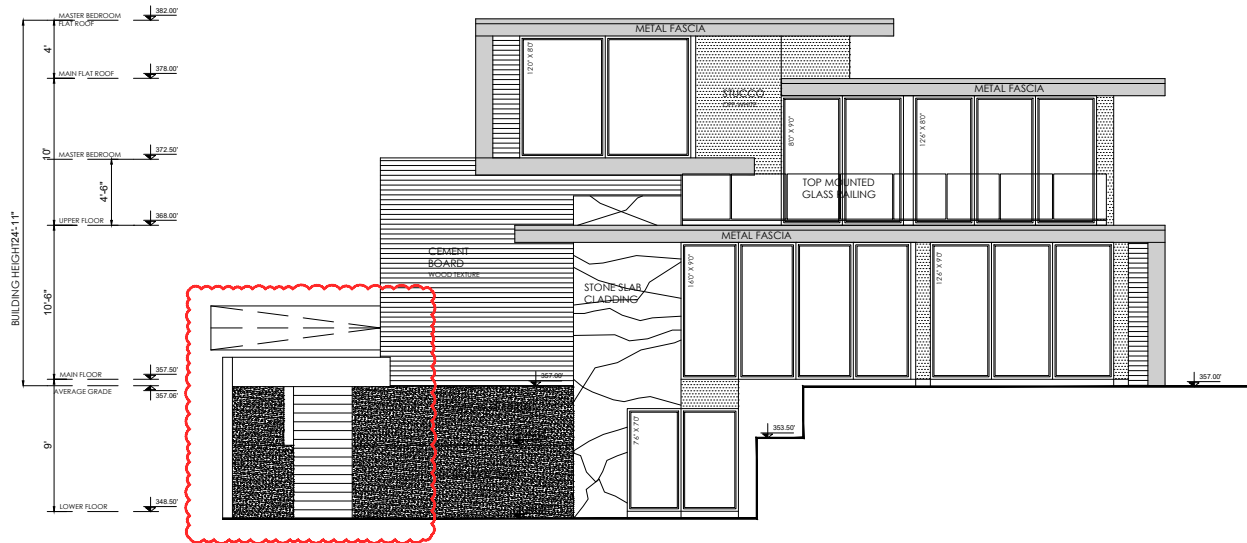 MASTER BEDROOM
FLAT ROOF
382.00'
4'
MAIN FLAT ROOF
378.00'
10'
MASTER BEDROOM
372.50'
4'-6"
UPPER FLOOR
368.00'
BUILDING HEIGHT24'-11"
10'-6"
MAIN FLOOR
357.50'
AVERAGE GRADE
357.06'
9'
LOWER FLOOR
348.50'
METAL FASCIA
12'0" X 8'0'
STUCCO
OFF-WHITE
METAL FASCIA
8'0" X 9'0'
12'6" X 8'0'
TOP MOUNTED
GLASS RAILING
METAL FASCIA
CEMENT
BOARD
WOOD TEXTURE
STONE SLAB
CLADDING
16'0" X 9'0'
12'6" X 9'0'
357.00'
357.00'
353.50'
7'6" X 7'0'